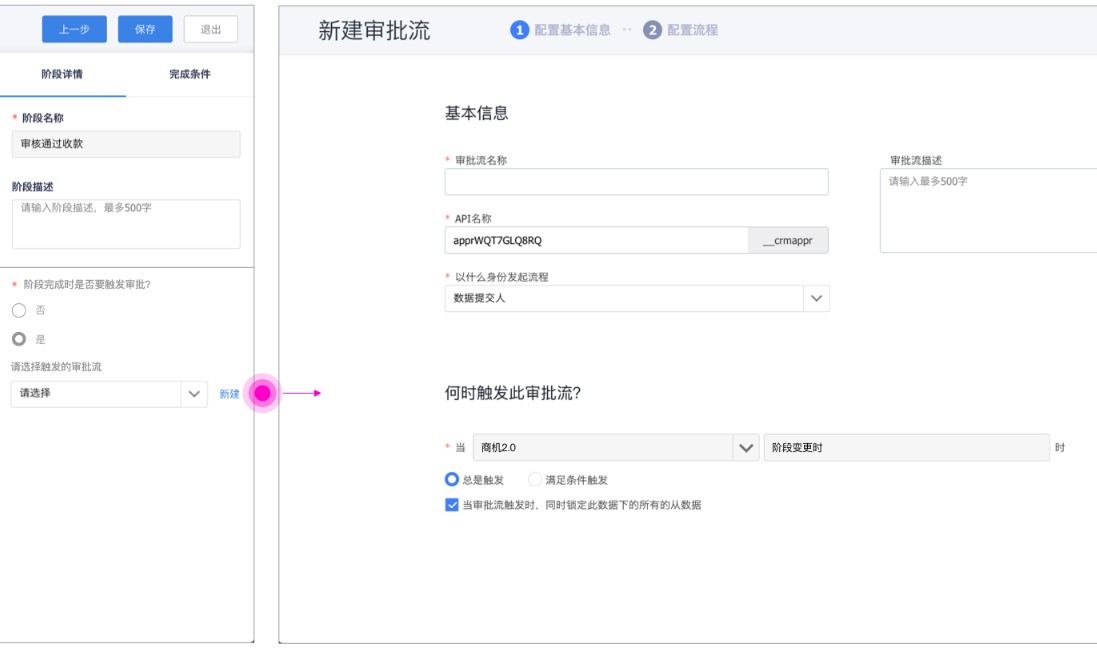 上一步 保存 退出
阶段详情 完成条件
* 阶段名称
审核通过收款
阶段描述
请输入阶段描述，最多500字
* 阶段完成时是否要触发审批?
否
是
请选择触发的审批流
请选择 新建
新建审批流 1 配置基本信息 ·· 2 配置流程
基本信息
* 审批流名称
审批流描述
请输入最多500字
* API名称
apprWQT7GLQ8RQ __crmappr
* 以什么身份发起流程
数据提交人
何时触发此审批流?
* 当 商机2.0 阶段变更时 时
总是触发 满足条件触发
当审批流触发时，同时锁定此数据下的所有的从数据